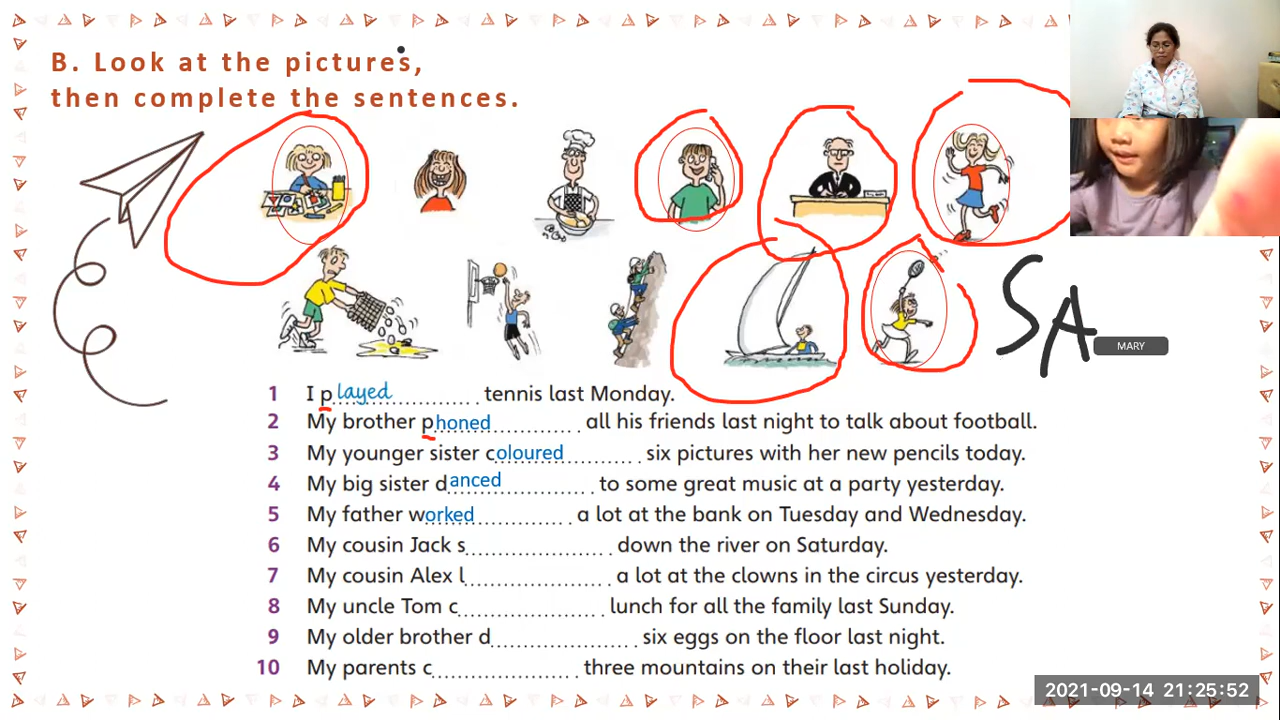 B. Look at the pictures,
then complete the sentences.
SA
MARY
1 I played .................... tennis last Monday.
2 My brother phoned .................... all his friends last night to talk about football.
3 My younger sister coloured .................... six pictures with her new pencils today.
4 My big sister danced .................... to some great music at a party yesterday.
5 My father worked .................... a lot at the bank on Tuesday and Wednesday.
6 My cousin Jack s.................... down the river on Saturday.
7 My cousin Alex l.................... a lot at the clowns in the circus yesterday.
8 My uncle Tom c.................... lunch for all the family last Sunday.
9 My older brother d.................... six eggs on the floor last night.
10 My parents c.................... three mountains on their last holiday.
2021-09-14 21:25:52